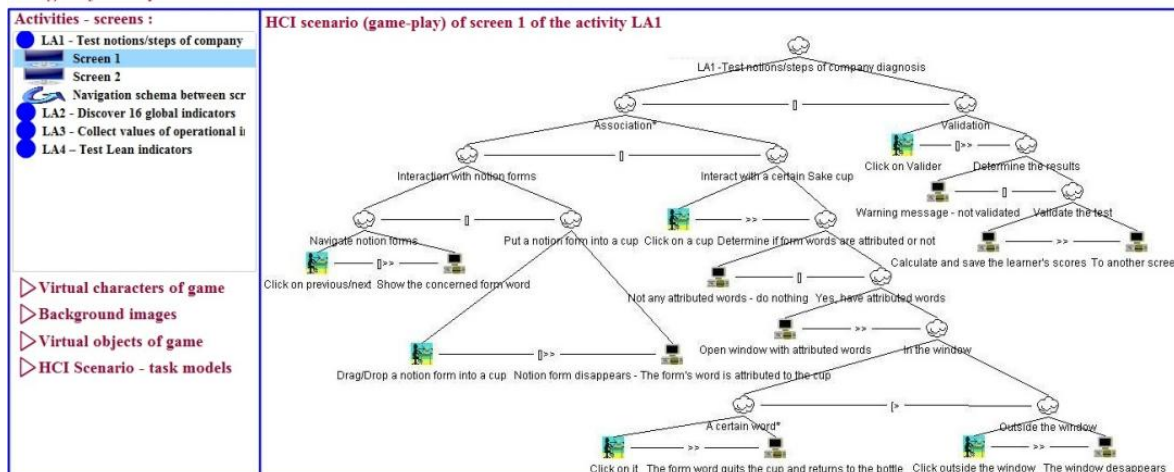 Activities - screens :
LA1 - Test notions/steps of company
Screen 1
Screen 2
Navigation schema between scr
LA2 - Discover 16 global indicators
LA3 - Collect values of operational i
LA4 – Test Lean indicators
Virtual characters of game
Background images
Virtual objects of game
HCI Scenario - task models
HCI scenario (game-play) of screen 1 of the activity LA1
LA1 -Test notions/steps of company diagnosis
[]
Association* Validation
[] []>>
Interaction with notion forms Interact with a certain Sake cup Click on Valider Determine the results
[] >> []
Warning message - not validated Validate the test
Navigate notion forms Put a notion form into a cup Click on a cup Determine if form words are attributed or not
[]>> [] >>
Calculate and save the learner's scores To another scree
Click on previous/next Show the concerned form word
Not any attributed words - do nothing Yes, have attributed words
>>
[]>> Open window with attributed words In the window
Drag/Drop a notion form into a cup Notion form disappears - The form's word is attributed to the cup
[>
A certain word* Outside the window
>> >>
Click on it The form word quits the cup and returns to the bottle Click outside the window The window desappears